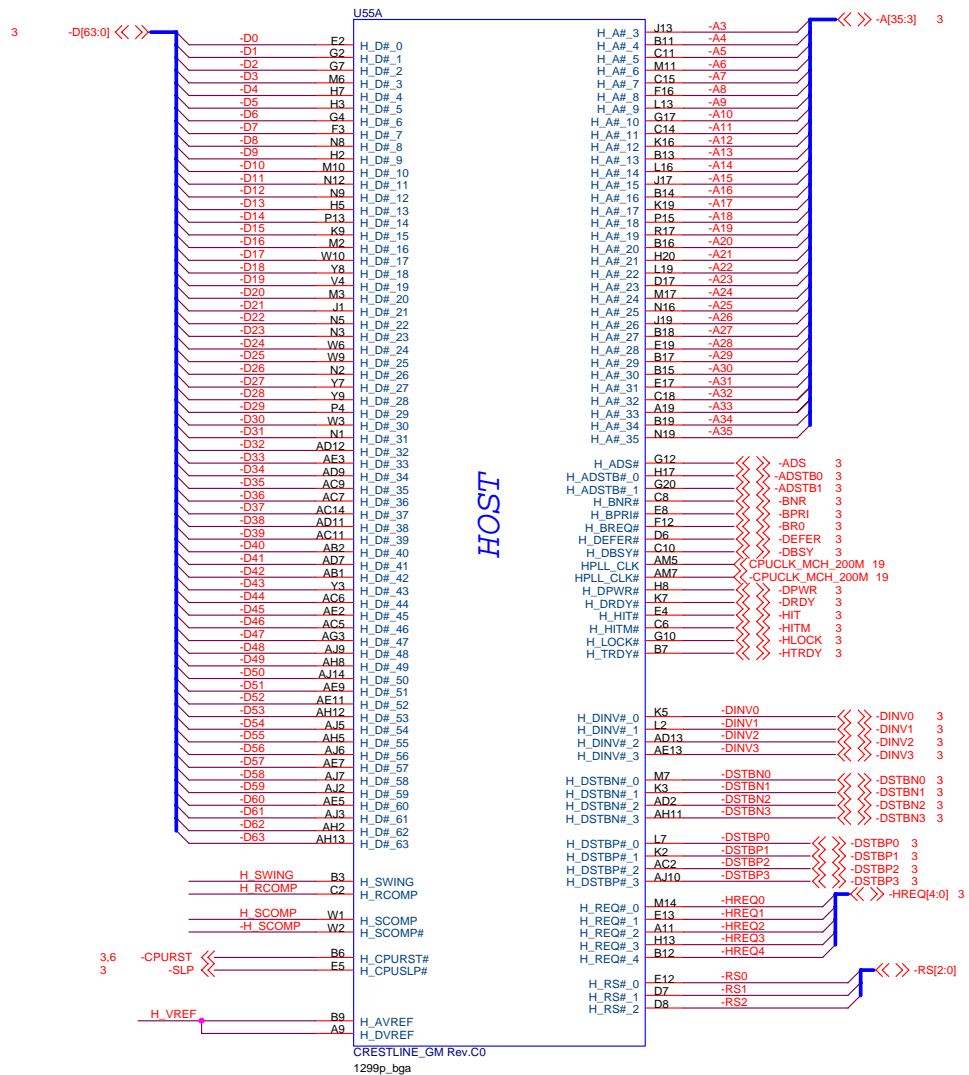 U55A
3 -D[63:0]
-D0 E2 H_D#_0
-D1 G2 H_D#_1
-D2 G7 H_D#_2
-D3 M6 H_D#_3
-D4 H7 H_D#_4
-D5 H3 H_D#_5
-D6 G4 H_D#_6
-D7 F3 H_D#_7
-D8 N8 H_D#_8
-D9 H2 H_D#_9
-D10 M10 H_D#_10
-D11 N12 H_D#_11
-D12 N9 H_D#_12
-D13 H5 H_D#_13
-D14 P13 H_D#_14
-D15 K9 H_D#_15
-D16 M2 H_D#_16
-D17 W10 H_D#_17
-D18 Y8 H_D#_18
-D19 V4 H_D#_19
-D20 M3 H_D#_20
-D21 J1 H_D#_21
-D22 N5 H_D#_22
-D23 N3 H_D#_23
-D24 W6 H_D#_24
-D25 W9 H_D#_25
-D26 N2 H_D#_26
-D27 Y7 H_D#_27
-D28 Y9 H_D#_28
-D29 P4 H_D#_29
-D30 W3 H_D#_30
-D31 N1 H_D#_31
-D32 AD12 H_D#_32
-D33 AE3 H_D#_33
-D34 AD9 H_D#_34
-D35 AC9 H_D#_35
-D36 AC7 H_D#_36
-D37 AC14 H_D#_37
-D38 AD11 H_D#_38
-D39 AC11 H_D#_39
-D40 AB2 H_D#_40
-D41 AD7 H_D#_41
-D42 AB1 H_D#_42
-D43 Y3 H_D#_43
-D44 AC6 H_D#_44
-D45 AE2 H_D#_45
-D46 AC5 H_D#_46
-D47 AG3 H_D#_47
-D48 AJ9 H_D#_48
-D49 AH8 H_D#_49
-D50 AJ14 H_D#_50
-D51 AE9 H_D#_51
-D52 AE11 H_D#_52
-D53 AH12 H_D#_53
-D54 AJ5 H_D#_54
-D55 AH5 H_D#_55
-D56 AJ6 H_D#_56
-D57 AE7 H_D#_57
-D58 AJ7 H_D#_58
-D59 AJ2 H_D#_59
-D60 AE5 H_D#_60
-D61 AJ3 H_D#_61
-D62 AH2 H_D#_62
-D63 AH13 H_D#_63
H_SWING B3 H_SWING
H_RCOMP C2 H_RCOMP
H_SCOMP W1 H_SCOMP
-H_SCOMP W2 H_SCOMP#
3,6 -CPURST B6 H_CPURST#
3 -SLP E5 H_CPUSLP#
H_VREF B9 H_AVREF
A9 H_DVREF
HOST
-A[35:3] 3
H_A#_3 J13 -A3
H_A#_4 B11 -A4
H_A#_5 C11 -A5
H_A#_6 M11 -A6
H_A#_7 C15 -A7
H_A#_8 F16 -A8
H_A#_9 L13 -A9
H_A#_10 G17 -A10
H_A#_11 C14 -A11
H_A#_12 K16 -A12
H_A#_13 B13 -A13
H_A#_14 L16 -A14
H_A#_15 J17 -A15
H_A#_16 B14 -A16
H_A#_17 K19 -A17
H_A#_18 P15 -A18
H_A#_19 R17 -A19
H_A#_20 B16 -A20
H_A#_21 H20 -A21
H_A#_22 L19 -A22
H_A#_23 D17 -A23
H_A#_24 M17 -A24
H_A#_25 N16 -A25
H_A#_26 J19 -A26
H_A#_27 B18 -A27
H_A#_28 E19 -A28
H_A#_29 B17 -A29
H_A#_30 B15 -A30
H_A#_31 E17 -A31
H_A#_32 C18 -A32
H_A#_33 A19 -A33
H_A#_34 B19 -A34
H_A#_35 N19 -A35
H_ADS# G12 -ADS 3
H_ADSTB#_0 H17 -ADSTB0 3
H_ADSTB#_1 G20 -ADSTB1 3
H_BNR# C8 -BNR 3
H_BPRI# E8 -BPRI 3
H_BREQ# F12 -BR0 3
H_DEFER# D6 -DEFER 3
H_DBSY# C10 -DBSY 3
HPLL_CLK AM5 CPUCLK_MCH_200M 19
HPLL_CLK# AM7 -CPUCLK_MCH_200M 19
H_DPWR# H8 -DPWR 3
H_DRDY# K7 -DRDY 3
H_HIT# E4 -HIT 3
H_HITM# C6 -HITM 3
H_LOCK# G10 -HLOCK 3
H_TRDY# B7 -HTRDY 3
H_DINV#_0 K5 -DINV0 -DINV0 3
H_DINV#_1 L2 -DINV1 -DINV1 3
H_DINV#_2 AD13 -DINV2 -DINV2 3
H_DINV#_3 AE13 -DINV3 -DINV3 3
H_DSTBN#_0 M7 -DSTBN0 -DSTBN0 3
H_DSTBN#_1 K3 -DSTBN1 -DSTBN1 3
H_DSTBN#_2 AD2 -DSTBN2 -DSTBN2 3
H_DSTBN#_3 AH11 -DSTBN3 -DSTBN3 3
H_DSTBP#_0 L7 -DSTBP0 -DSTBP0 3
H_DSTBP#_1 K2 -DSTBP1 -DSTBP1 3
H_DSTBP#_2 AC2 -DSTBP2 -DSTBP2 3
H_DSTBP#_3 AJ10 -DSTBP3 -DSTBP3 3
-HREQ[4:0] 3
H_REQ#_0 M14 -HREQ0
H_REQ#_1 E13 -HREQ1
H_REQ#_2 A11 -HREQ2
H_REQ#_3 H13 -HREQ3
H_REQ#_4 B12 -HREQ4
-RS[2:0]
H_RS#_0 E12 -RS0
H_RS#_1 D7 -RS1
H_RS#_2 D8 -RS2
CRESTLINE_GM Rev.C0
1299p_bga